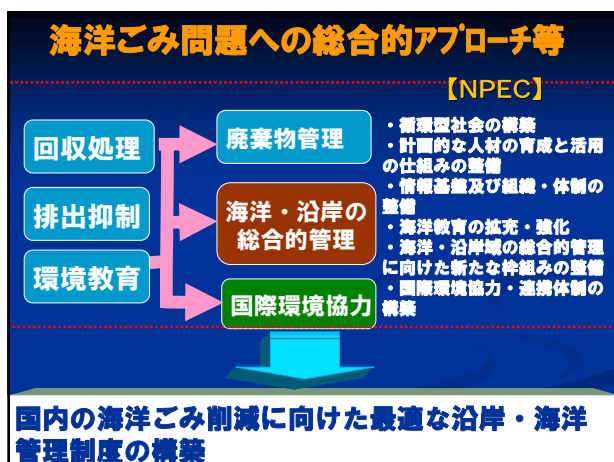 海洋ごみ問題への総合的アプローチ等
【NPEC】
回収処理
排出抑制
環境教育
廃棄物管理
海洋・沿岸の
総合的管理
国際環境協力
・循環型社会の構築
・計画的な人材の育成と活用
の仕組みの整備
・情報基盤及び組織・体制の
整備
・海洋教育の拡充・強化
・海洋・沿岸域の総合的管理
に向けた新たな枠組みの整備
・国際環境協力・連携体制の
構築
国内の海洋ごみ削減に向けた最適な沿岸・海洋
管理制度の構築